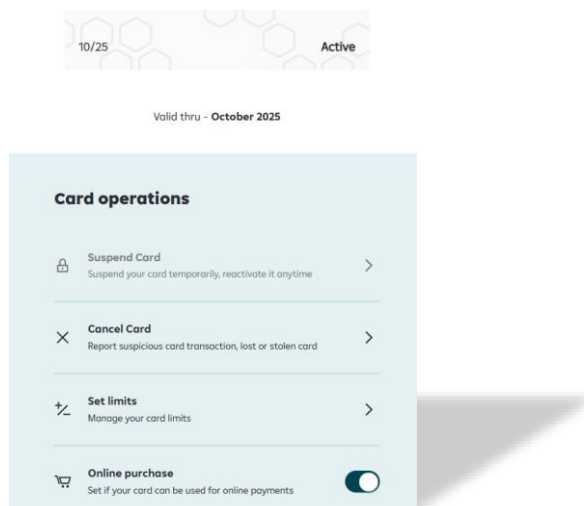 10/25 Active
Valid thru - October 2025
Card operations
Suspend Card
Suspend your card temporarily, reactivate it anytime
Cancel Card
Report suspicious card transaction, lost or stolen card
Set limits
Manage your card limits
Online purchase
Set if your card can be used for online payments